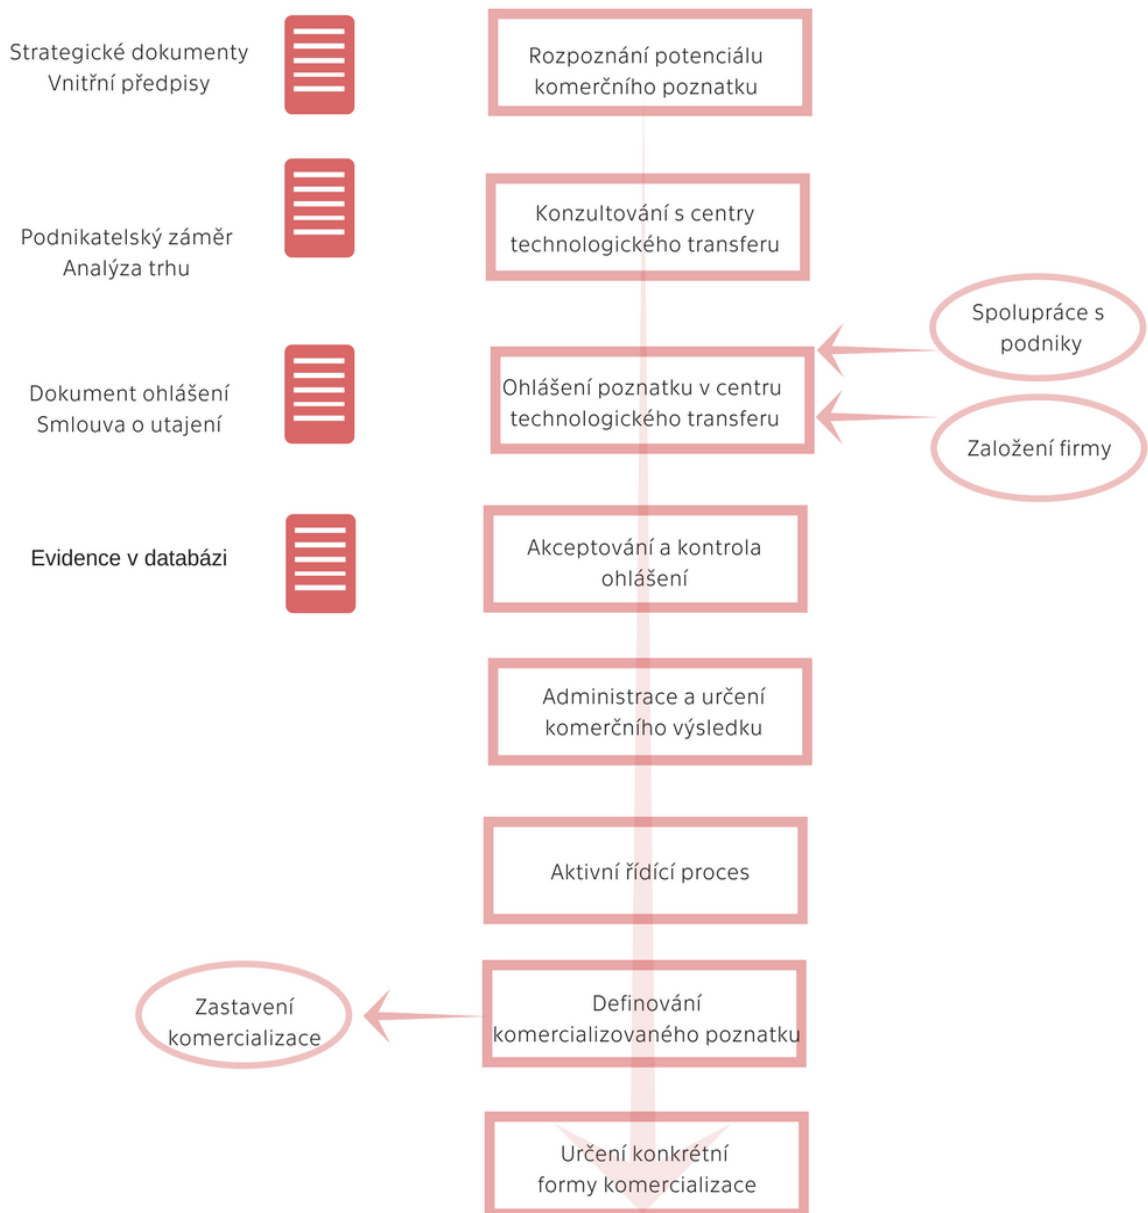 Strategické dokumenty
Vnitřní předpisy
Rozpoznání potenciálu
komerčního poznatku
Podnikatelský záměr
Analýza trhu
Konzultování s centry
technologického transferu
Spolupráce s
podniky
Dokument ohlášení
Smlouva o utajení
Ohlášení poznatku v centru
technologického transferu
Založení firmy
Evidence v databázi
Akceptování a kontrola
ohlášení
Administrace a určení
komerčního výsledku
Aktivní řídící proces
Zastavení
komercializace
Definování
komercializovaného poznatku
Určení konkrétní
formy komercializace